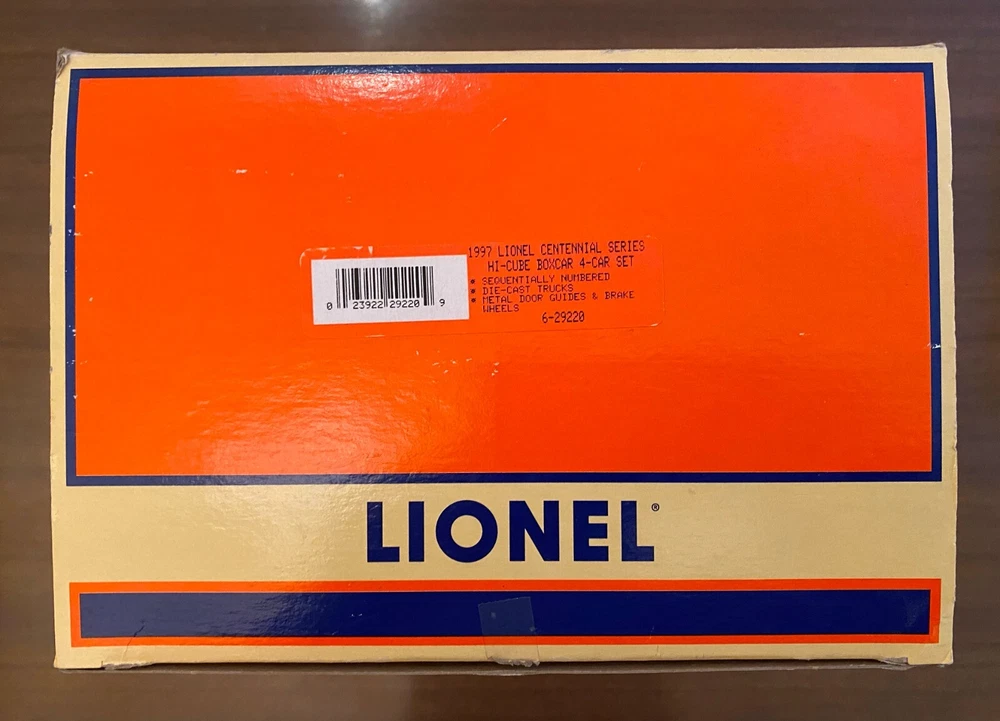 1997 LIONEL CENTENNIAL SERIES
HI-CUBE BOXCAR 4-CAR SET
■ SEQUENTIALLY NUMBERED
■ DIE-CAST TRUCKS
■ METAL DOOR GUIDES & BRAKE
WHEELS
6-29220
0 23922 29220 9
LIONEL®